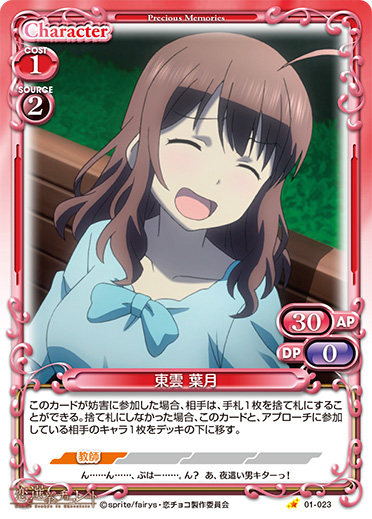 Precious Memories
Character
COST
1
SOURCE
2
30 AP
DP 0
東雲 葉月
このカードが妨害に参加した場合、相手は、手札1枚を捨て札にすること
ができる。捨て札にしなかった場合、このカードと、アプローチに参加
している相手のキャラ1枚をデッキの下に移す。
教師
ん……ん……、ぷはー……、ん? あ、夜這い男キターっ!
恋と選挙とチョコレート
©sprite/fairys・恋チョコ製作委員会
01-023